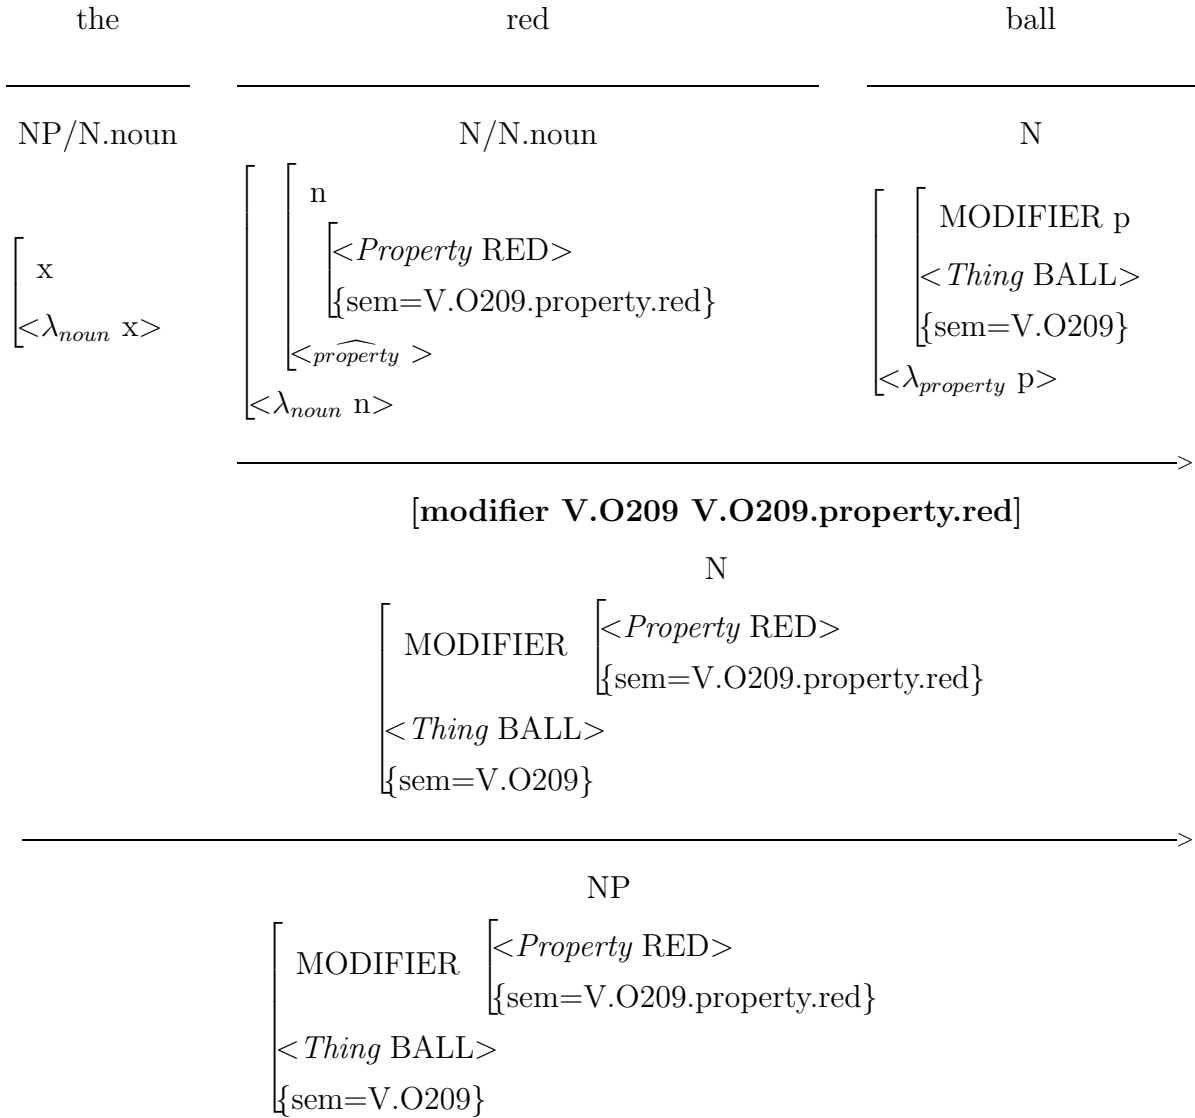 the red ball
NP/N.noun N/N.noun N
x
<λnoun x>
n
<Property RED>
{sem=V.O209.property.red}
<property >
<λnoun n>
MODIFIER p
<Thing BALL>
{sem=V.O209}
<λproperty p>
>
[modifier V.O209 V.O209.property.red]
N
MODIFIER <Property RED>
{sem=V.O209.property.red}
<Thing BALL>
{sem=V.O209}
>
NP
MODIFIER <Property RED>
{sem=V.O209.property.red}
<Thing BALL>
{sem=V.O209}